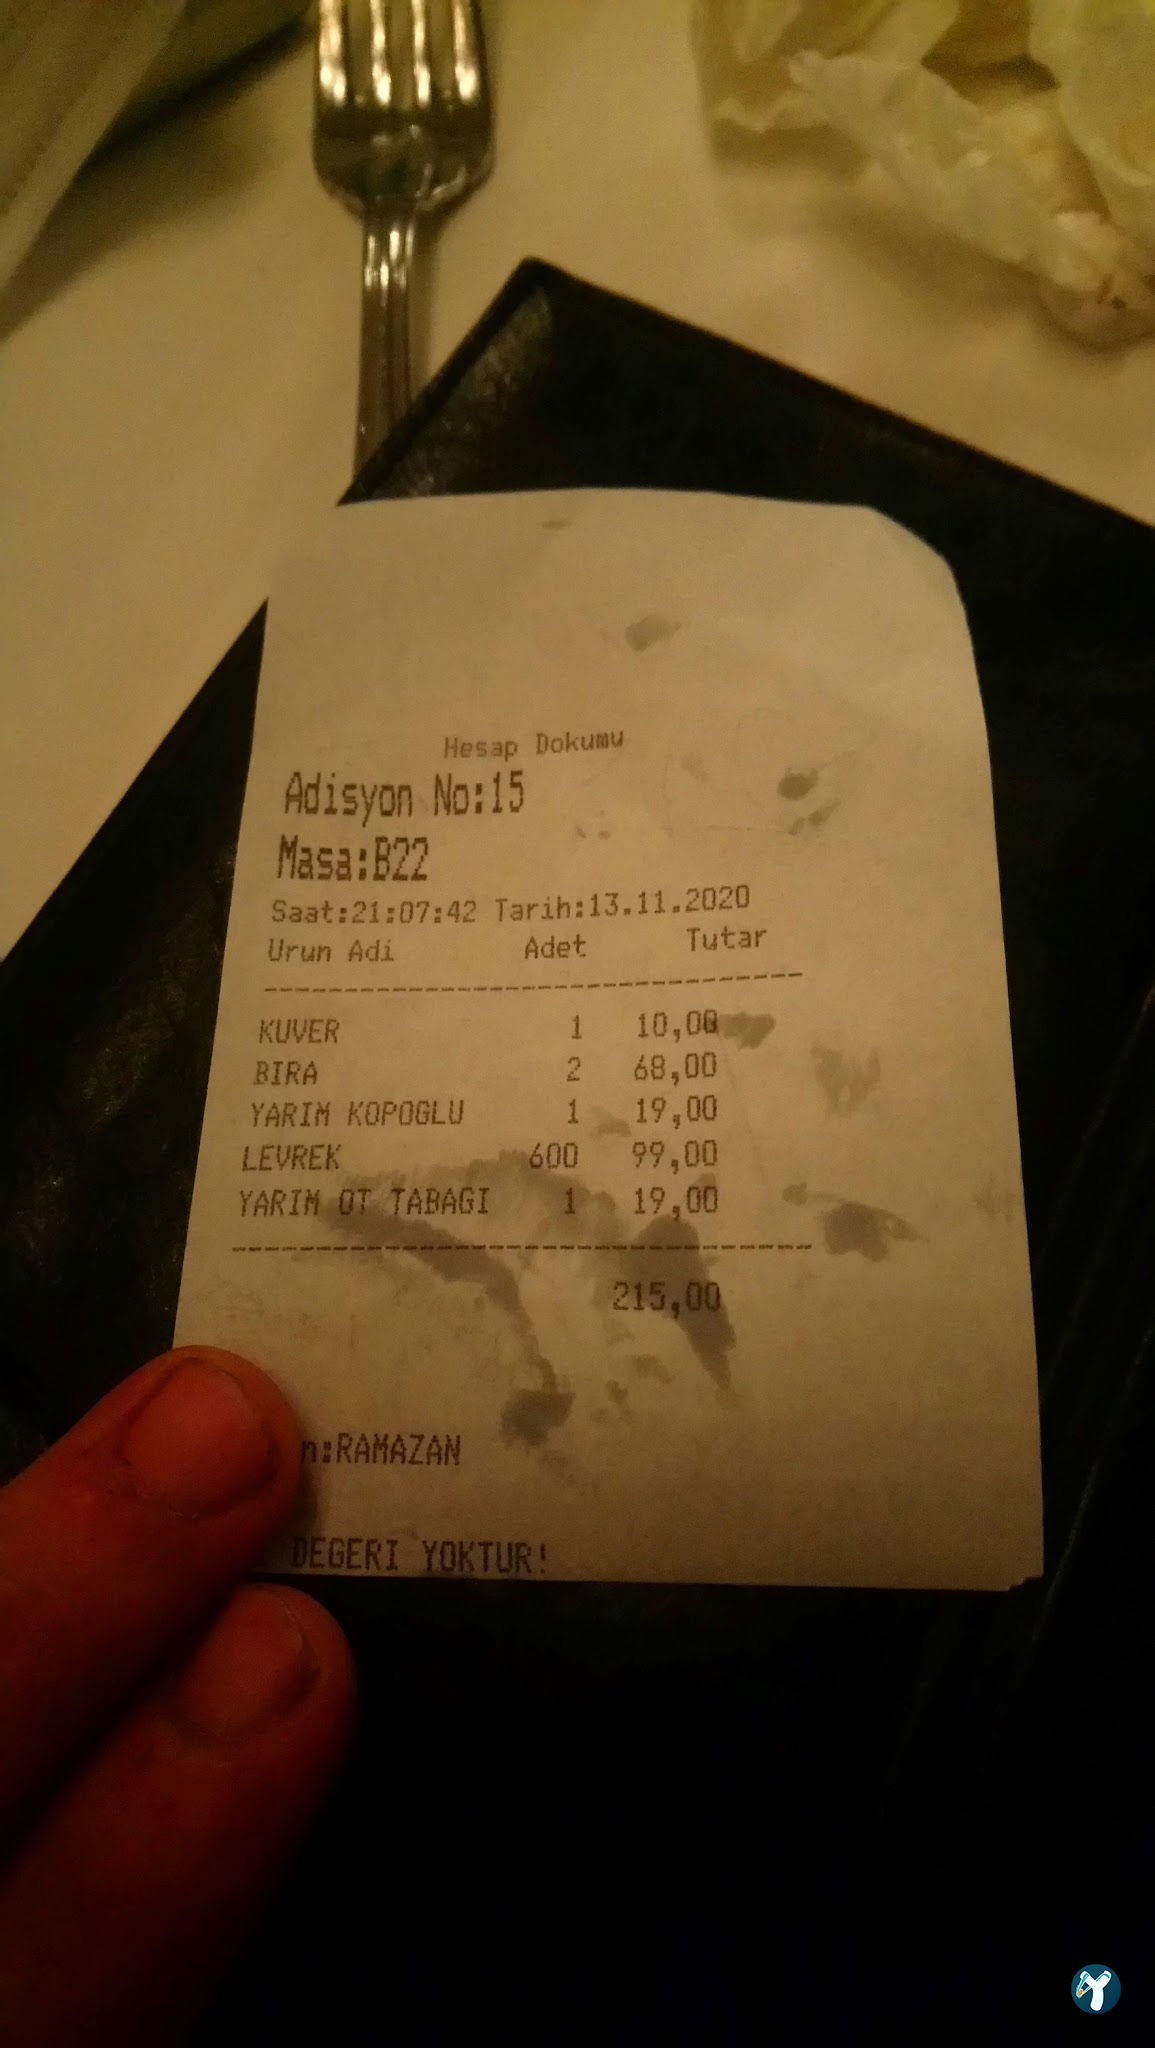 Hesap Dokumu
Adisyon No:15
Masa:B22
Saat:21:07:42 Tarih:13.11.2020
Urun Adi Adet Tutar
KUVER 1 10,00
BIRA 2 68,00
YARIM KOPOGLU 1 19,00
LEVREK 600 99,00
YARIM OT TABAGI 1 19,00
215,00
n:RAMAZAN
DEGERI YOKTUR!